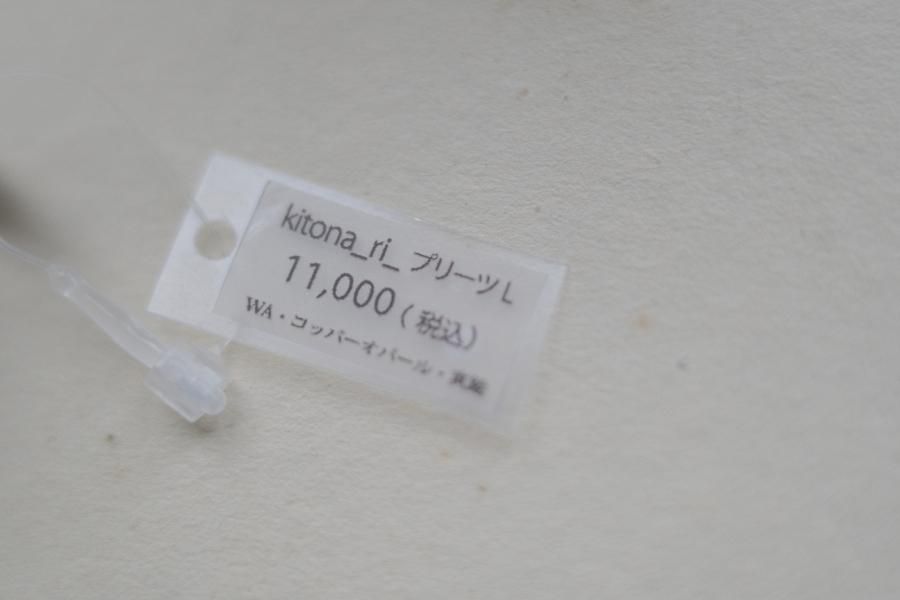 kitona_ri_ プリーツ L
11,000 (税込)
WA・コッパーオパール・真鍮